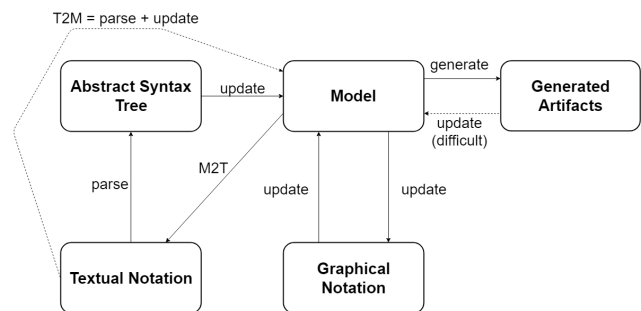 T2M = parse + update
Abstract Syntax
Tree
update
Model
generate
Generated
Artifacts
update
(difficult)
M2T
parse
update
update
Textual Notation
Graphical
Notation